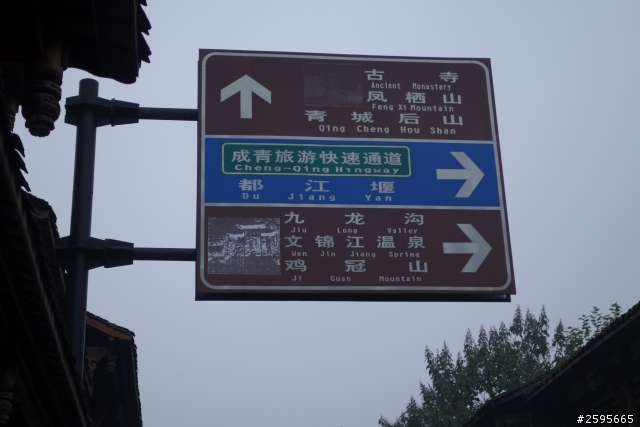 古寺
Ancient Monastery
凤栖山
Feng Xi Mountain
青城后山
Qing Cheng Hou Shan
成青旅游快速通道
Cheng-Qing Hingway
都江堰
Du Jiang Yan
九龙沟
Jiu Long Valley
文锦江温泉
Wen Jin Jiang Spring
鸡冠山
Ji Guan Mountain
#2595665